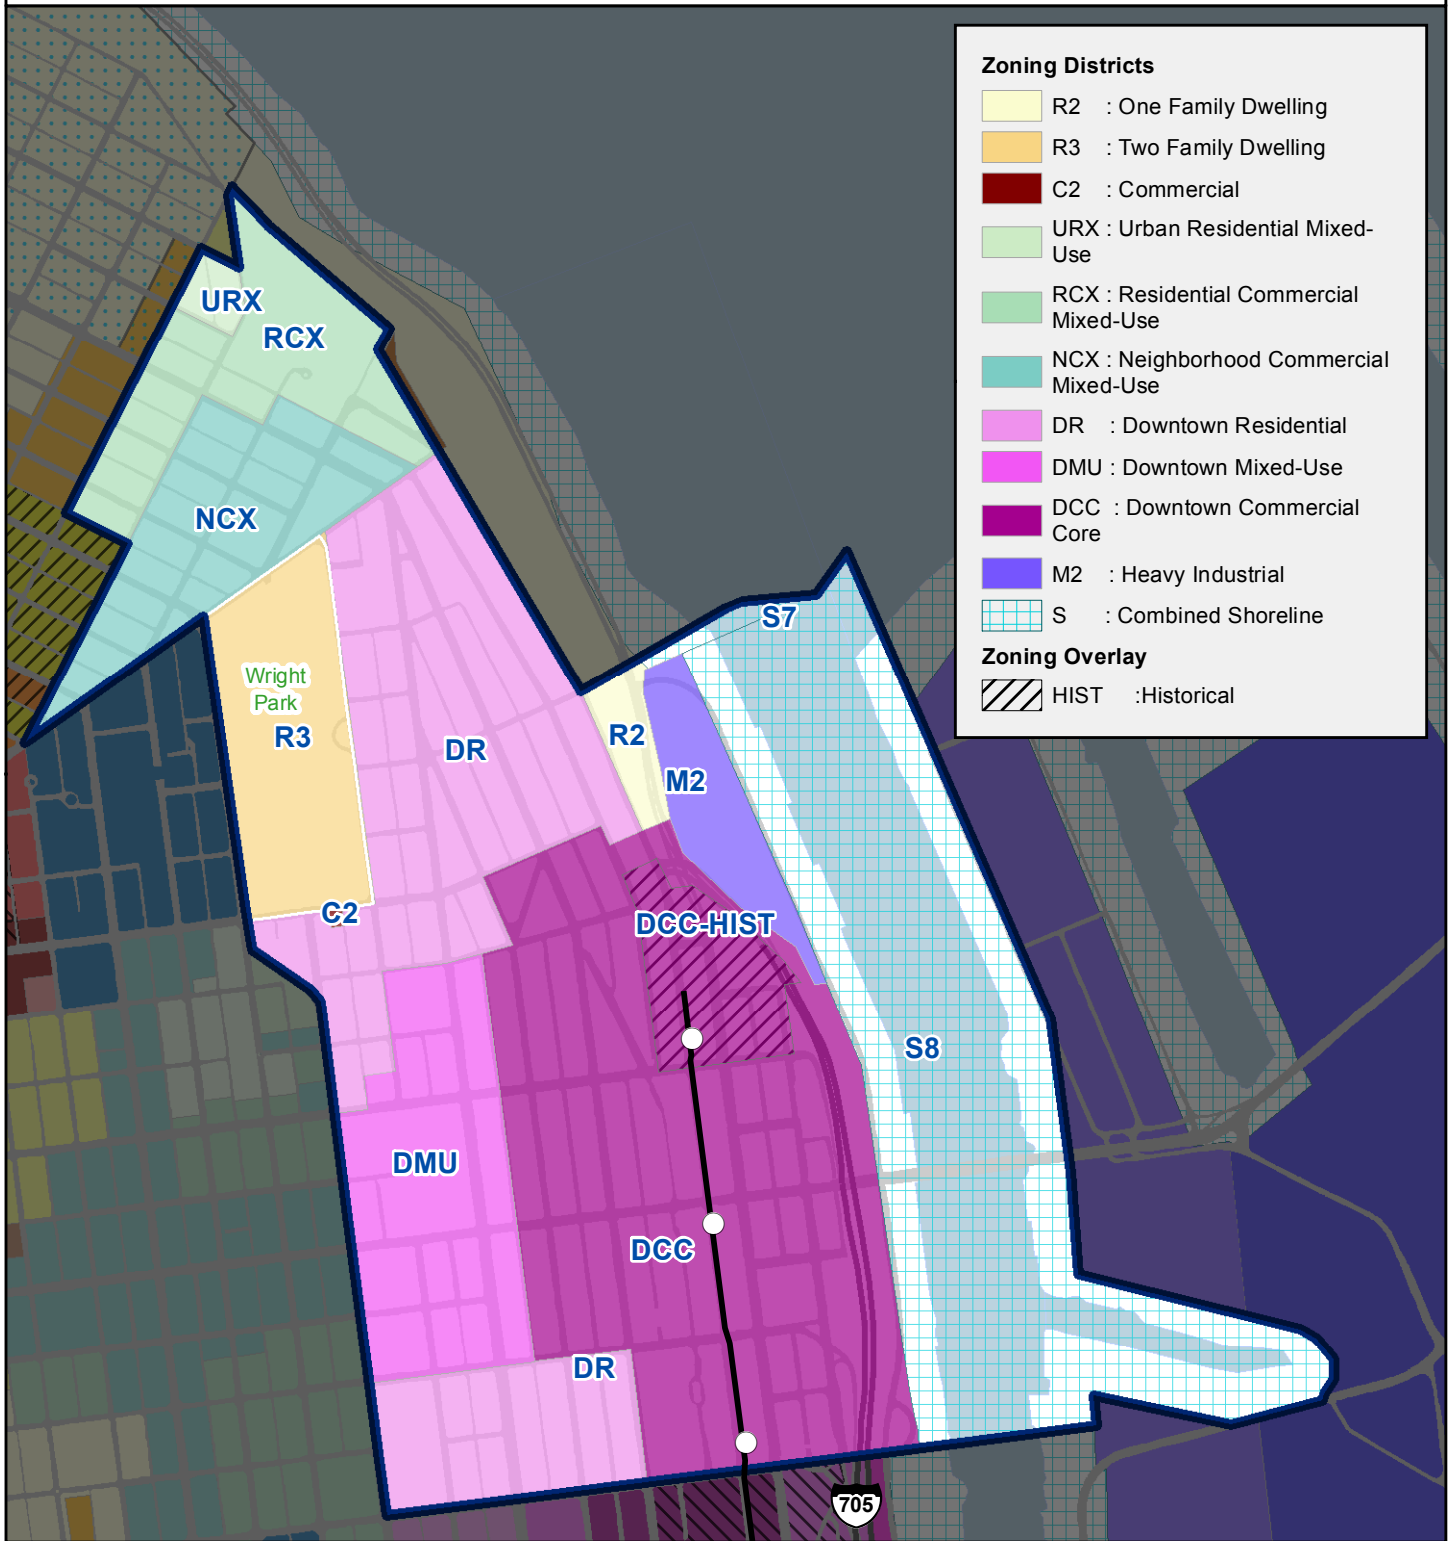 Zoning Districts
R2 : One Family Dwelling
R3 : Two Family Dwelling
C2 : Commercial
URX : Urban Residential Mixed-
Use
RCX : Residential Commercial
Mixed-Use
NCX : Neighborhood Commercial
Mixed-Use
DR : Downtown Residential
DMU : Downtown Mixed-Use
DCC : Downtown Commercial
Core
M2 : Heavy Industrial
S : Combined Shoreline
Zoning Overlay
HIST :Historical
URX
RCX
NCX
S7
Wright
Park
R3
DR
R2
M2
C2
DCC-HIST
S8
DMU
DCC
DR
705